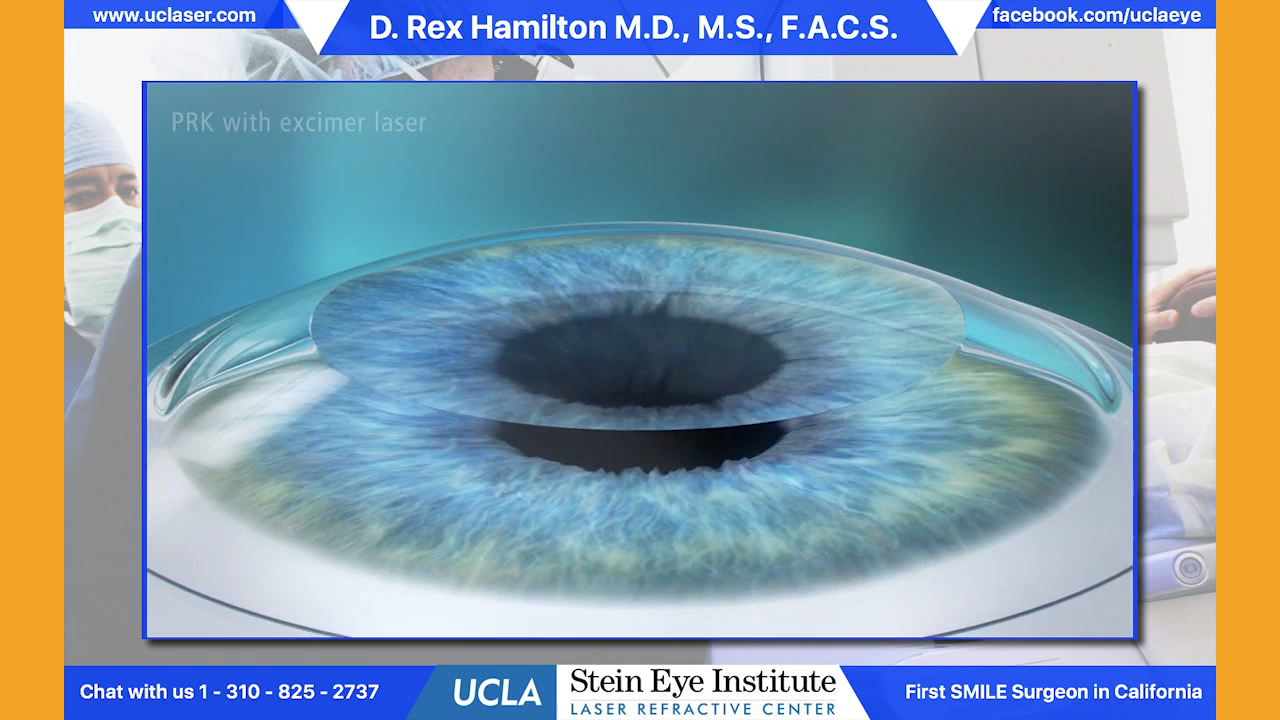 www.uclaser.com
D. Rex Hamilton M.D., M.S., F.A.C.S.
facebook.com/uclaeye
PRK with excimer laser
Chat with us 1 - 310 - 825 - 2737
UCLA
Stein Eye Institute
LASER REFRACTIVE CENTER
First SMILE Surgeon in California